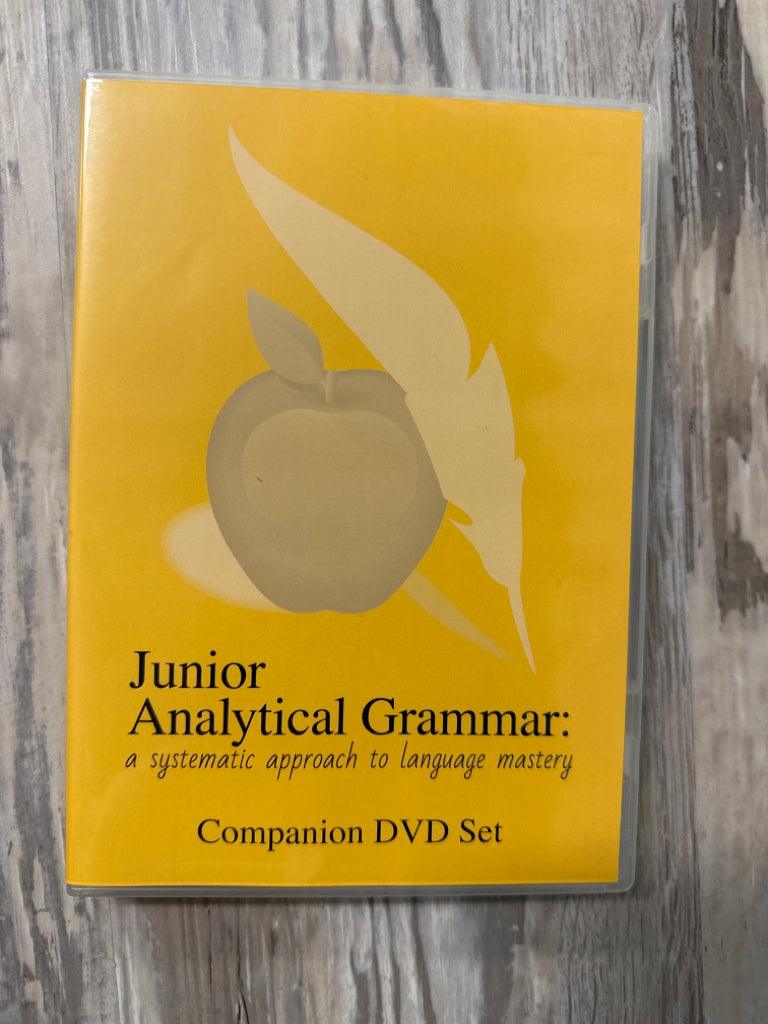 Junior
Analytical Grammar:
a systematic approach to language mastery
Companion DVD Set